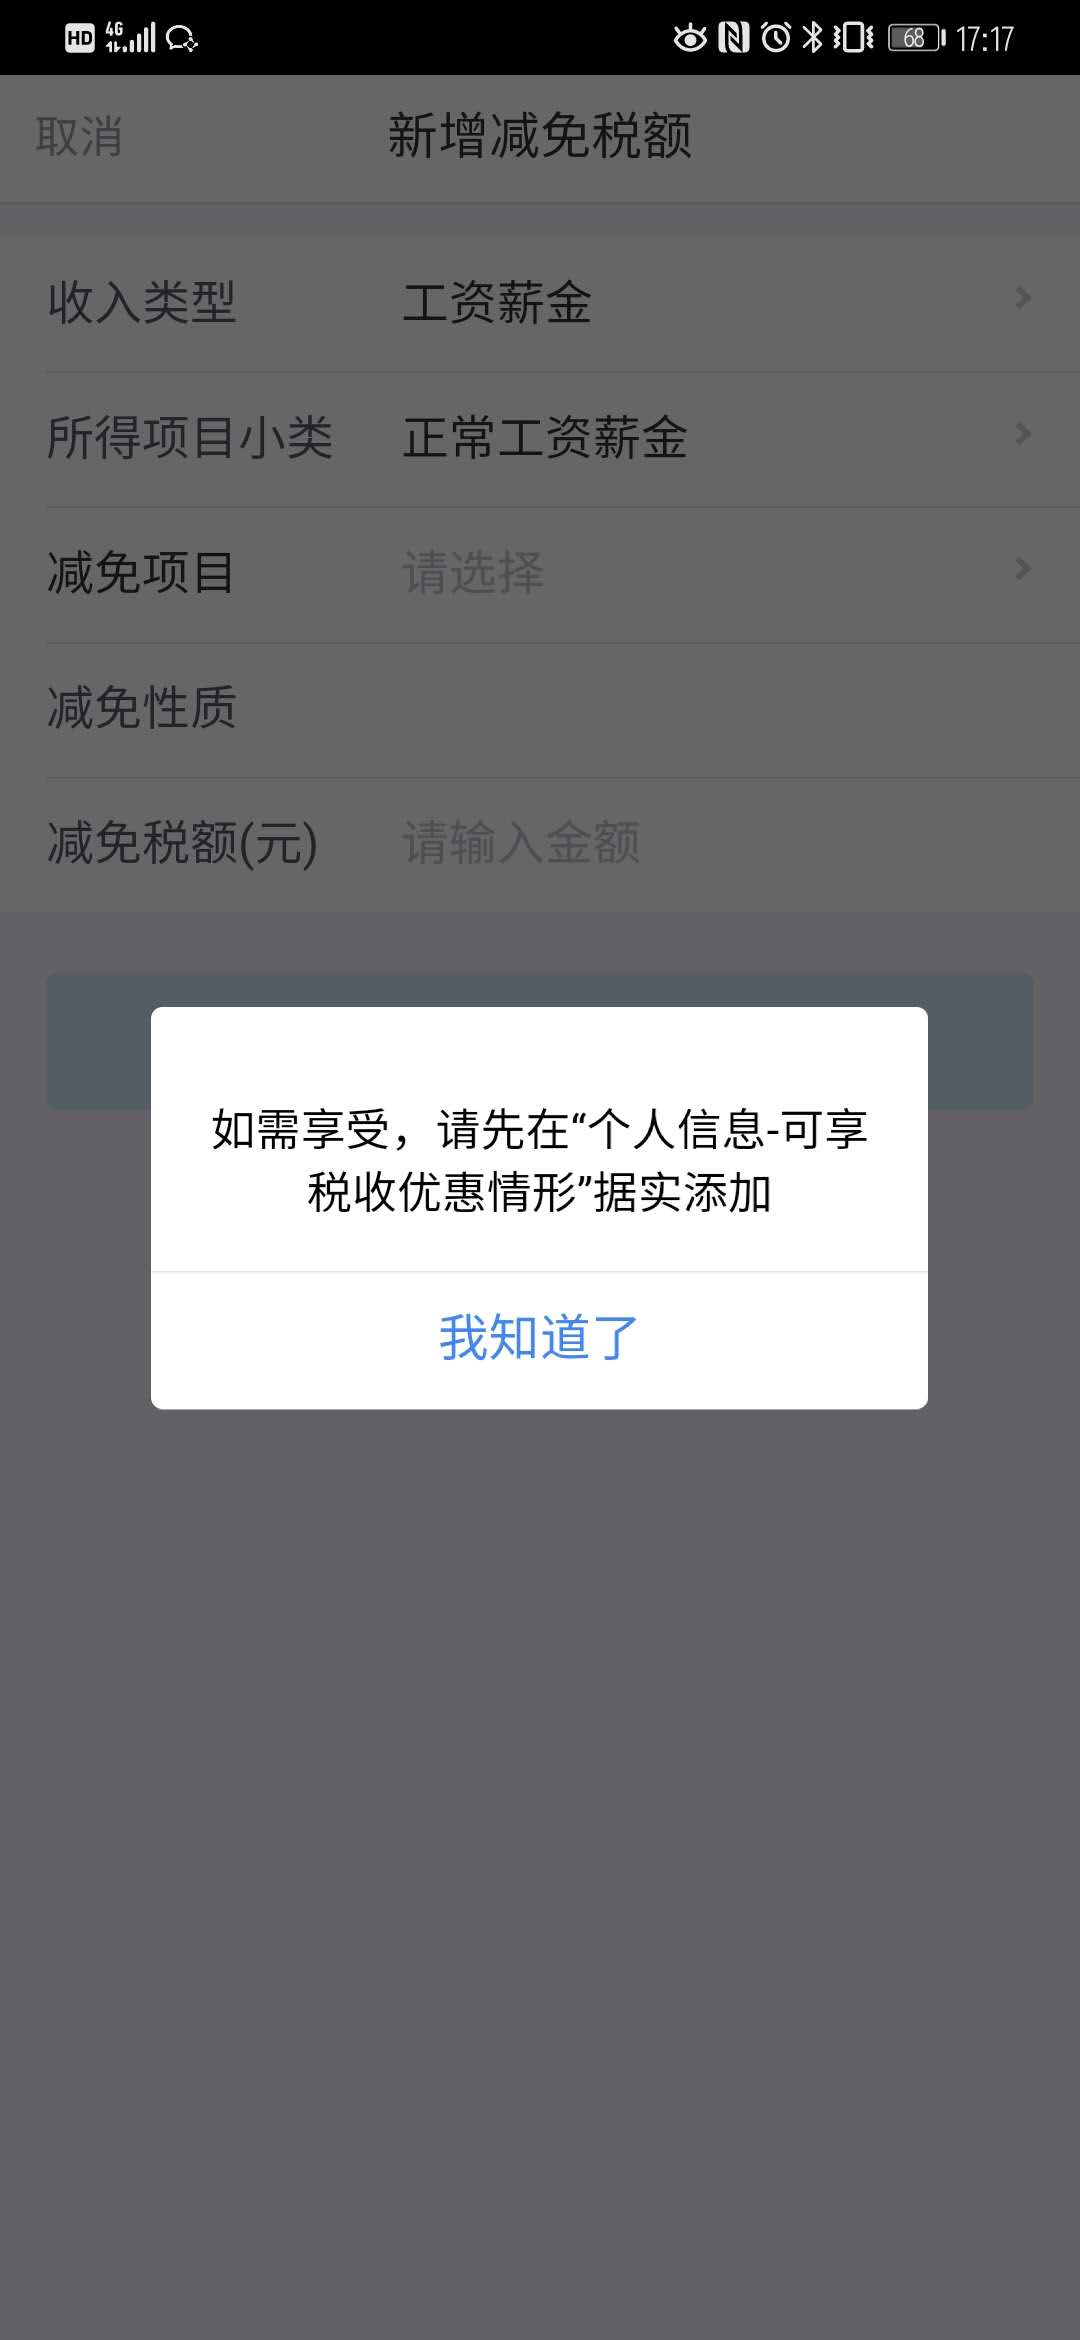 HD 4G 68 17:17
取消 新增减免税额
收入类型 工资薪金
所得项目小类 正常工资薪金
减免项目 请选择
减免性质
减免税额(元) 请输入金额
如需享受，请先在“个人信息-可享
税收优惠情形”据实添加
我知道了